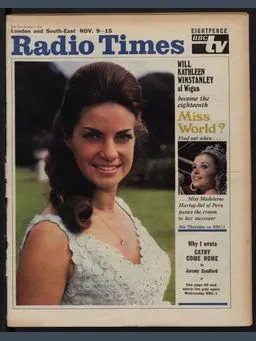 London and South-East NOV. 9-15
EIGHTPENCE
Radio Times
BBC
tv
WILL
KATHLEEN
WINSTANLEY
of Wigan
become the
eighteenth
Miss
World?
Find out when . . .
. . . Miss Madeleine
Hartog-Bel of Peru
passes the crown
to her successor
this Thursday on BBC-1
Why I wrote
CATHY
COME HOME
by
Jeremy Sandford
See page 45 and
watch the play again
Wednesday BBC-1